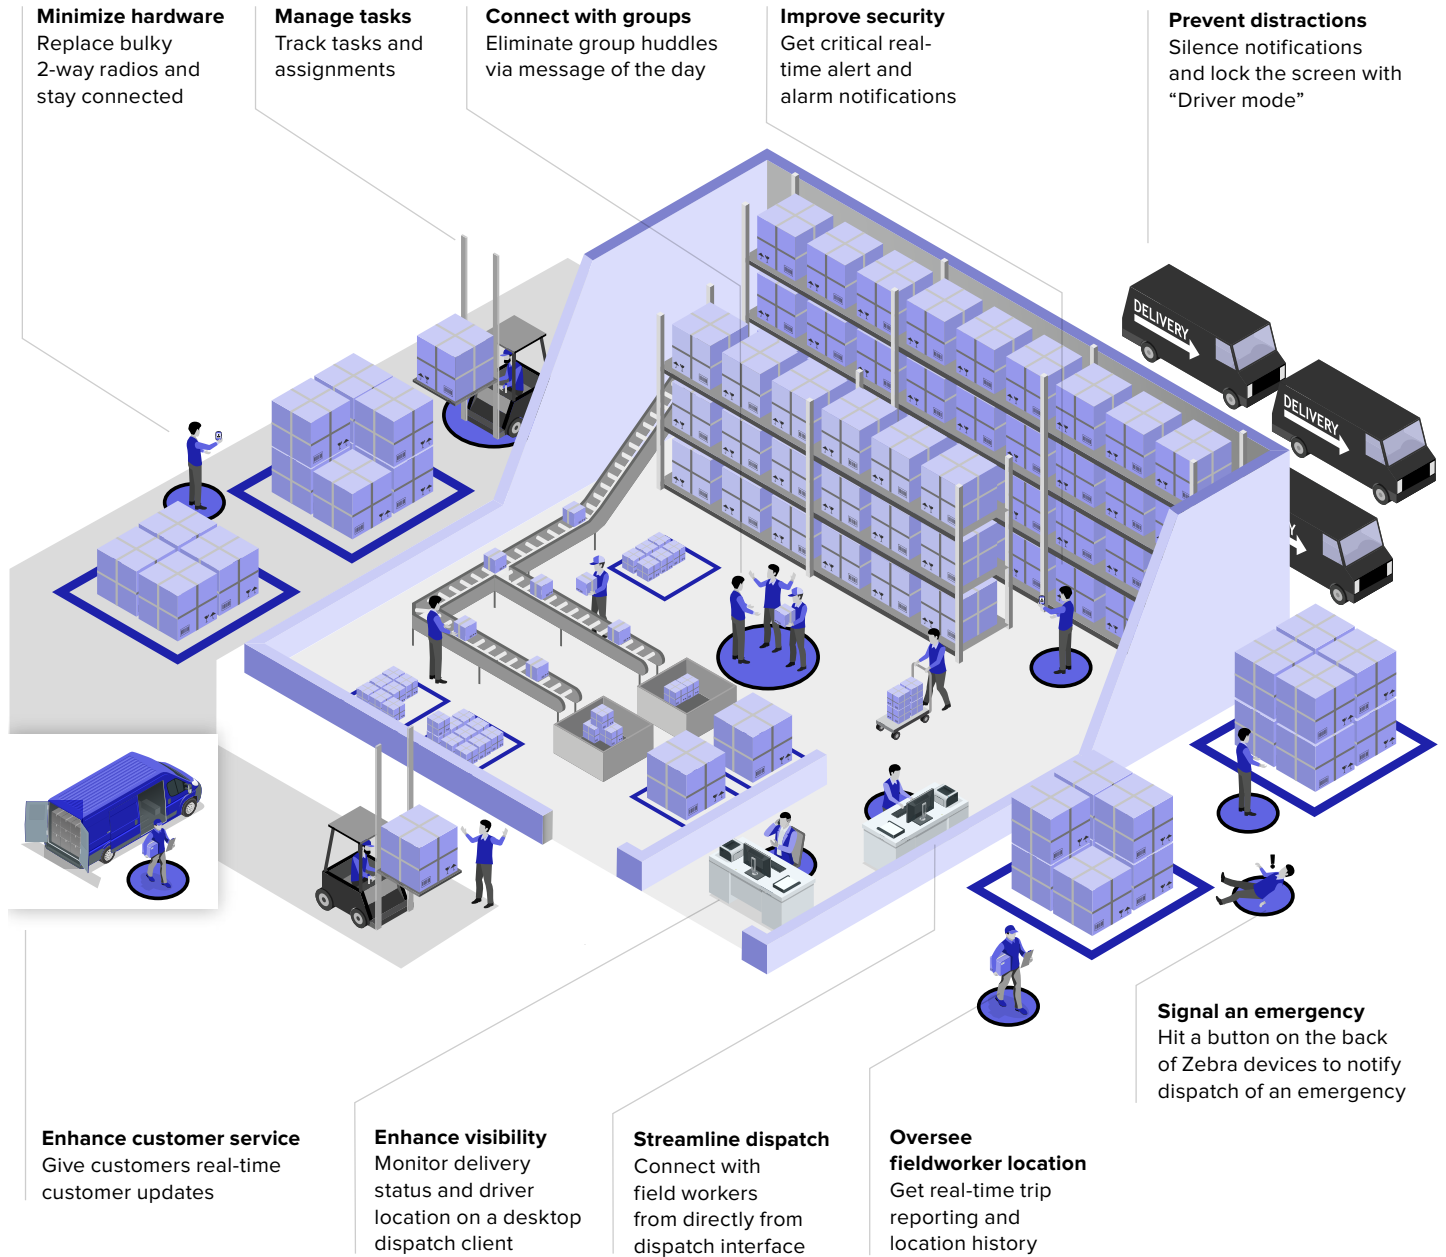 Minimize hardware
Replace bulky
2-way radios and
stay connected
Manage tasks
Track tasks and
assignments
Connect with groups
Eliminate group huddles
via message of the day
Improve security
Get critical real-
time alert and
alarm notifications
Prevent distractions
Silence notifications
and lock the screen with
“Driver mode”
DELIVERY
DELIVERY
Y
Signal an emergency
Hit a button on the back
of Zebra devices to notify
dispatch of an emergency
Enhance customer service
Give customers real-time
customer updates
Enhance visibility
Monitor delivery
status and driver
location on a desktop
dispatch client
Streamline dispatch
Connect with
field workers
from directly from
dispatch interface
Oversee
fieldworker location
Get real-time trip
reporting and
location history